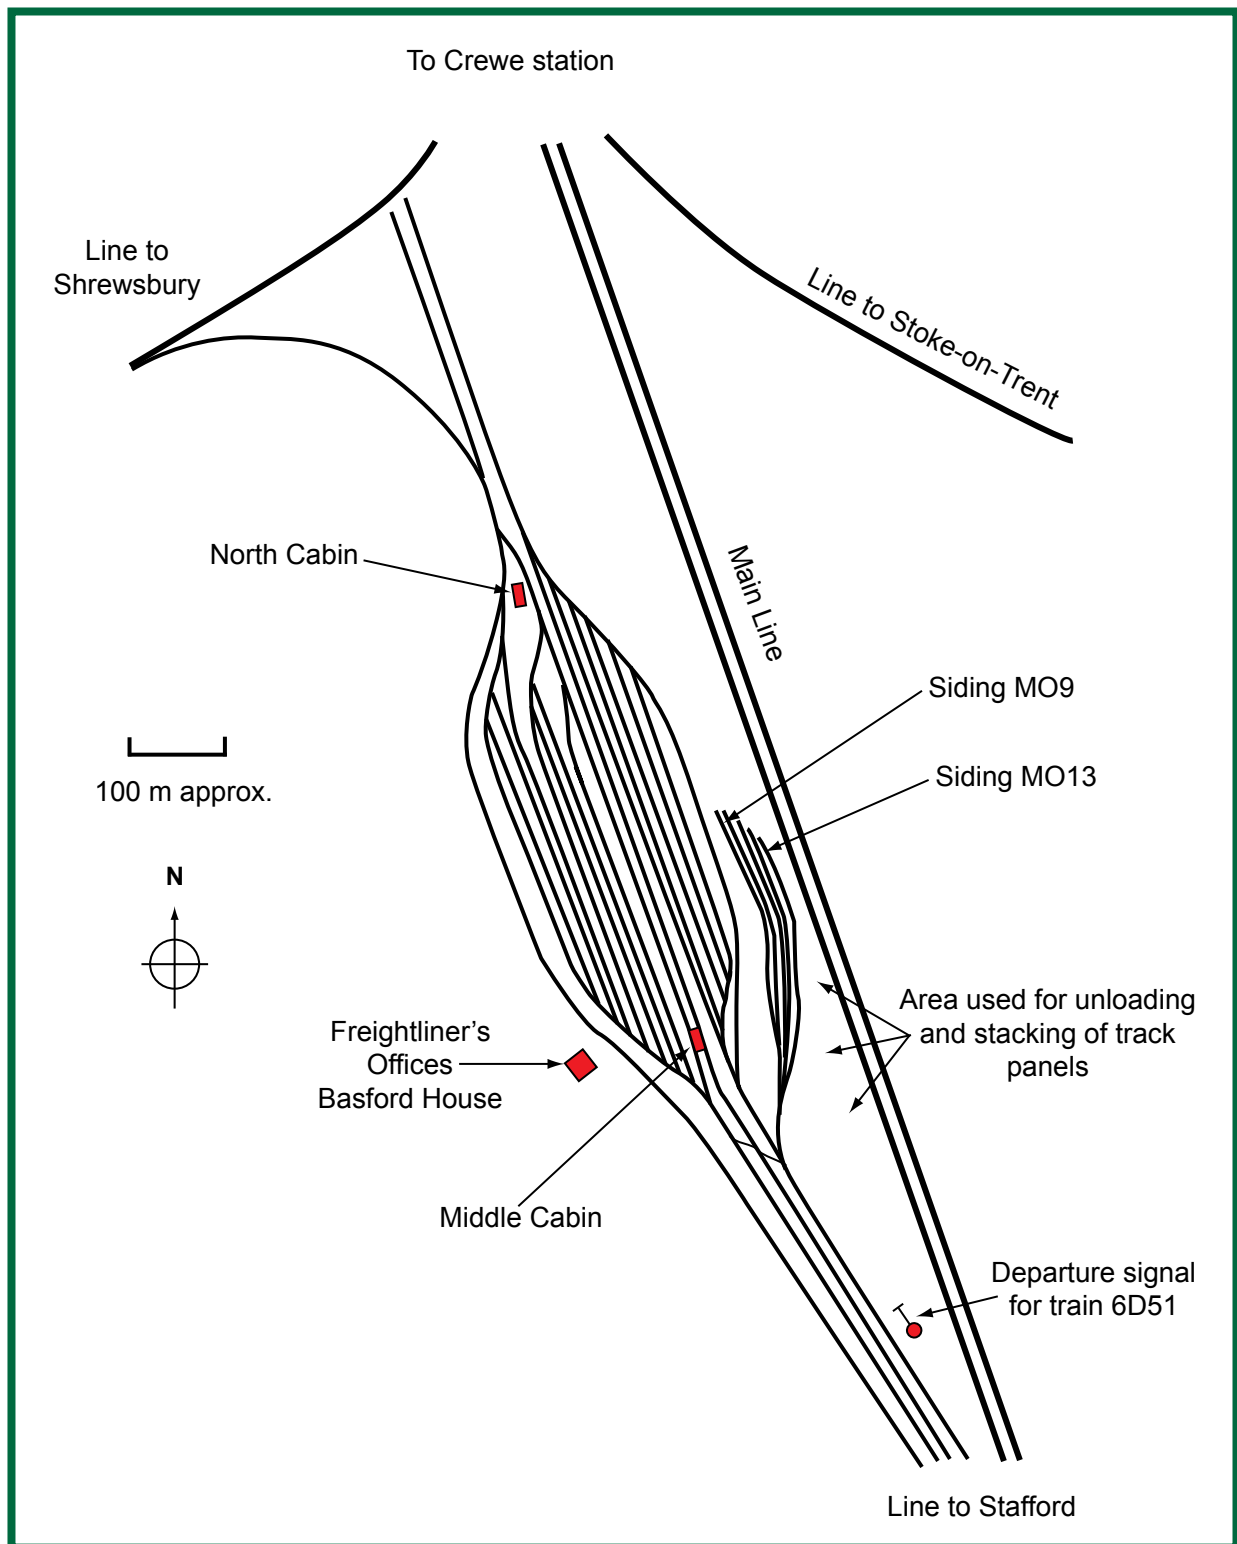 To Crewe station
Line to
Shrewsbury
Line to Stoke-on-Trent
North Cabin
Main Line
Siding MO9
Siding MO13
100 m approx.
N
Area used for unloading
and stacking of track
panels
Freightliner's
Offices
Basford House
Middle Cabin
Departure signal
for train 6D51
Line to Stafford